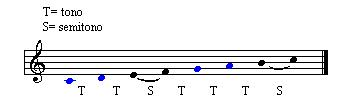 T= tono
S= semitono
T T S T T T S